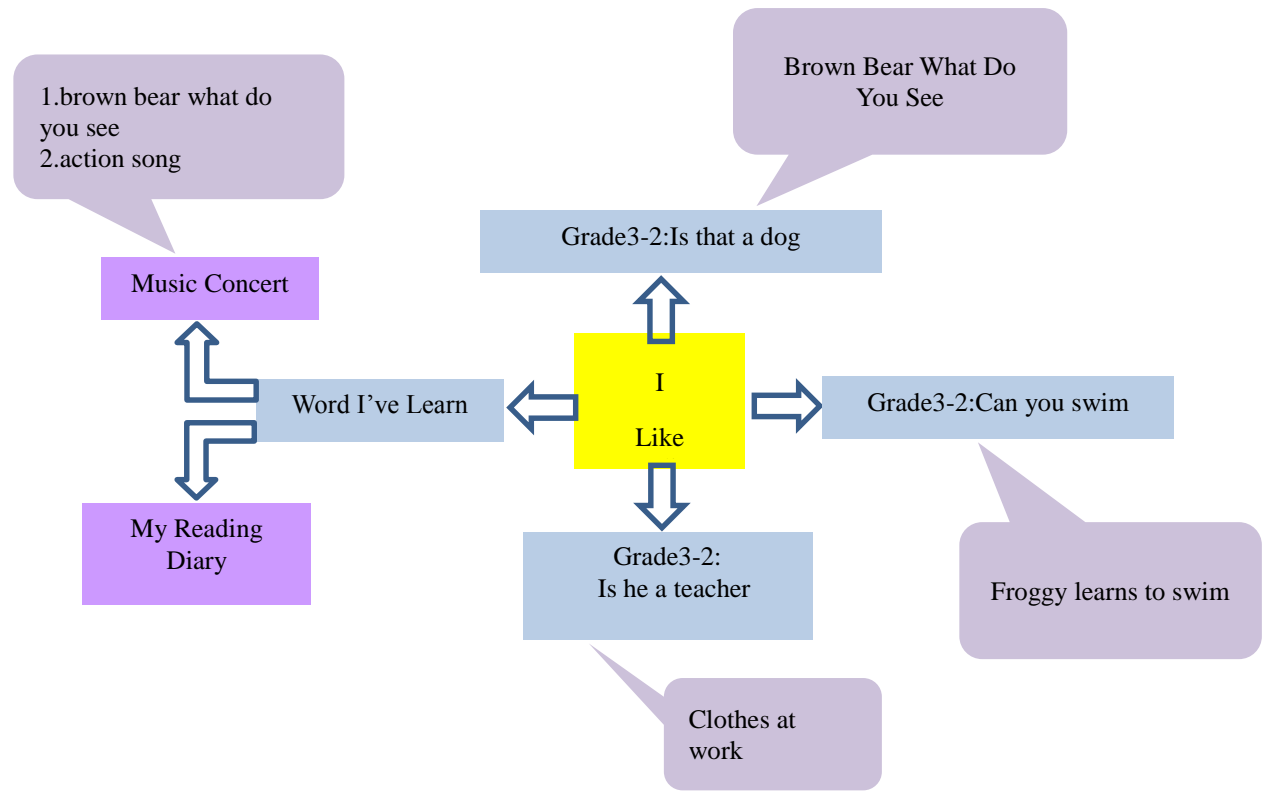 1.brown bear what do
you see
2.action song
Brown Bear What Do
You See
Grade3-2:Is that a dog
Music Concert
I
Like
Word I’ve Learn
Grade3-2:Can you swim
My Reading
Diary
Grade3-2:
Is he a teacher
Froggy learns to swim
Clothes at
work